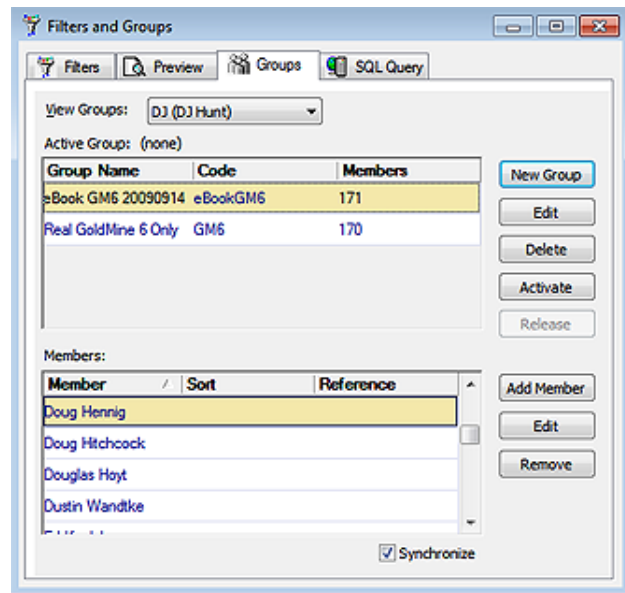 Filters and Groups
Filters Preview Groups SQL Query
View Groups: DJ (DJ Hunt)
Active Group: (none)
Group Name Code Members
eBook GM6 20090914 eBookGM6 171
Real GoldMine 6 Only GM6 170
New Group
Edit
Delete
Activate
Release
Members:
Member Sort Reference
Doug Hennig
Doug Hitchcock
Douglas Hoyt
Dustin Wandtke
Add Member
Edit
Remove
Synchronize